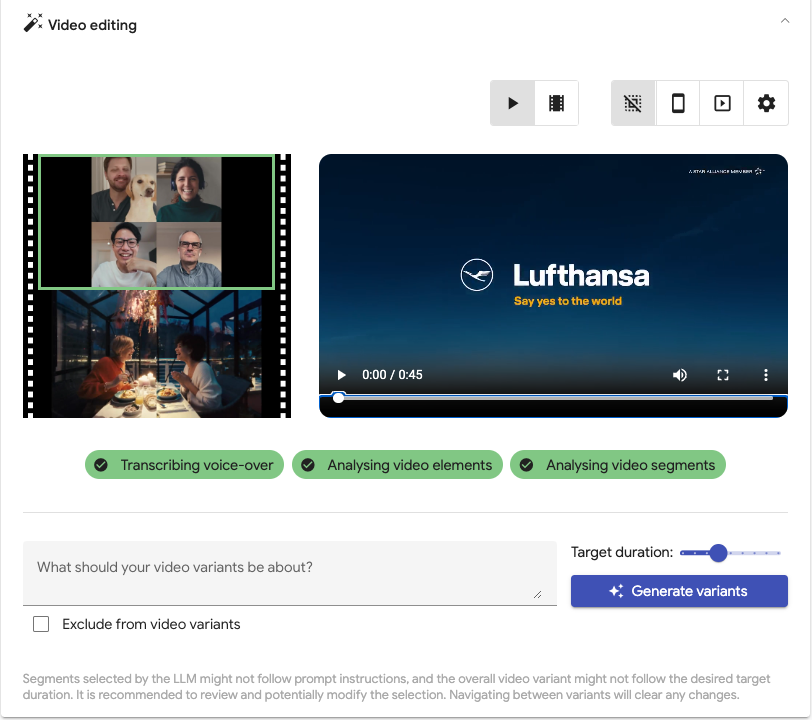 Video editing
A STAR ALLIANCE MEMBER
Lufthansa
Say yes to the world
0:00 / 0:45
Transcribing voice-over
Analysing video elements
Analysing video segments
What should your video variants be about?
Target duration:
Generate variants
Exclude from video variants
Segments selected by the LLM might not follow prompt instructions, and the overall video variant might not follow the desired target
duration. It is recommended to review and potentially modify the selection. Navigating between variants will clear any changes.